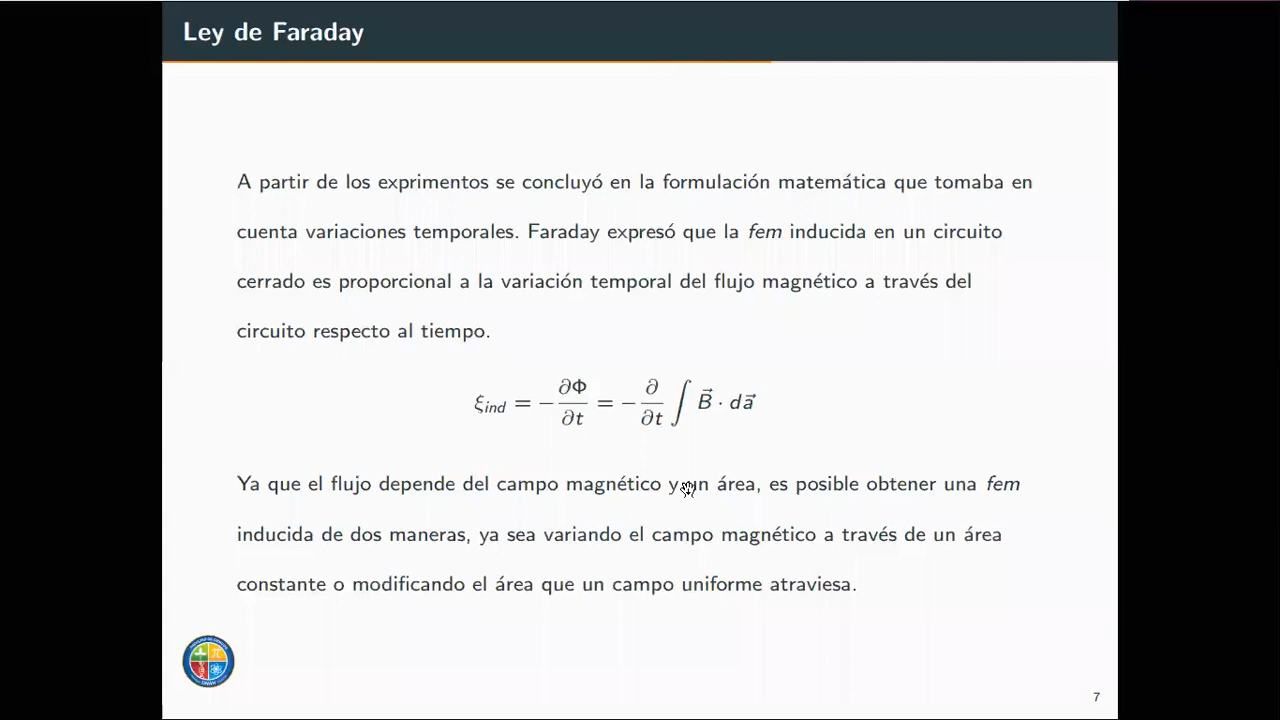 Ley de Faraday
A partir de los exprimentos se concluyó en la formulación matemática que tomaba en
cuenta variaciones temporales. Faraday expresó que la fem inducida en un circuito
cerrado es proporcional a la variación temporal del flujo magnético a través del
circuito respecto al tiempo.
ξ_ind = − ∂Φ/∂t = − ∂/∂t ∫ B⃗ · da⃗
Ya que el flujo depende del campo magnético y un área, es posible obtener una fem
inducida de dos maneras, ya sea variando el campo magnético a través de un área
constante o modificando el área que un campo uniforme atraviesa.
7